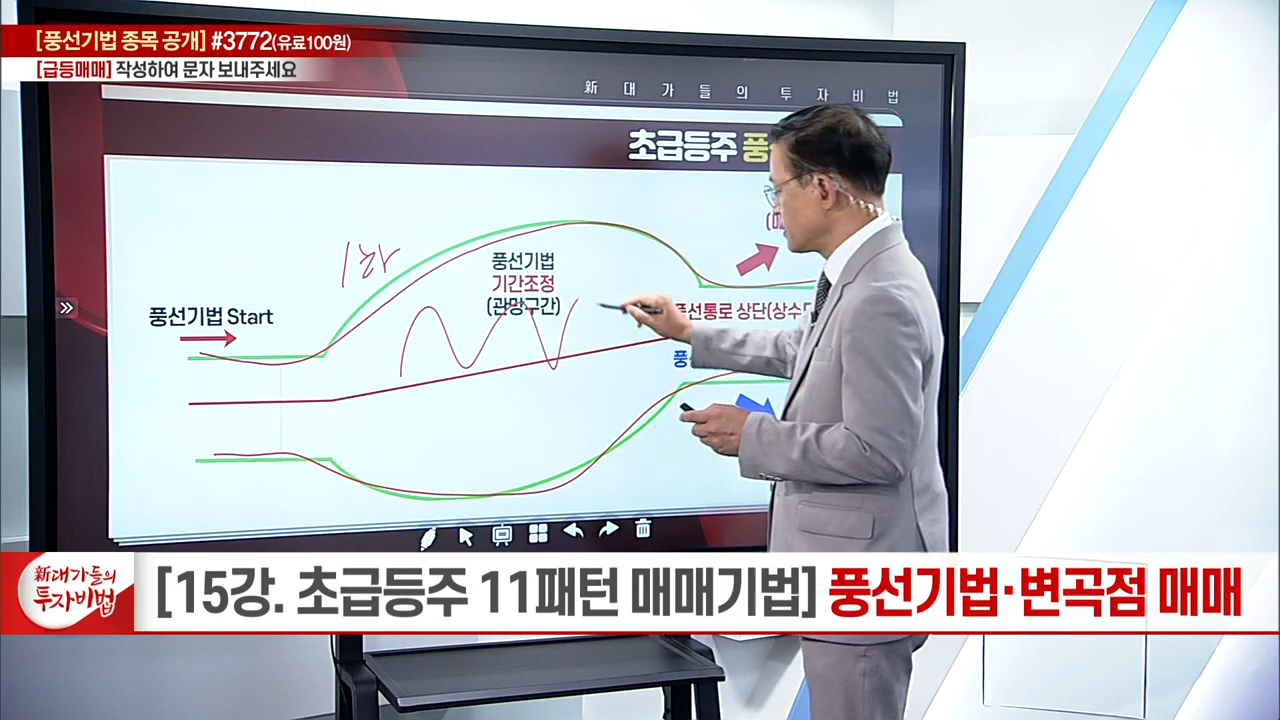 [풍선기법 종목 공개] #3772(유료100원)
[급등매매] 작성하여 문자 보내주세요
新 대 가 들 의 투 자 비 법
초급등주 풍
1차
풍선기법
기간조정
(관망구간)
풍선기법 Start
풍선통로 상단(상수
新대가들의
투자비법
[15강. 초급등주 11패턴 매매기법] 풍선기법·변곡점 매매